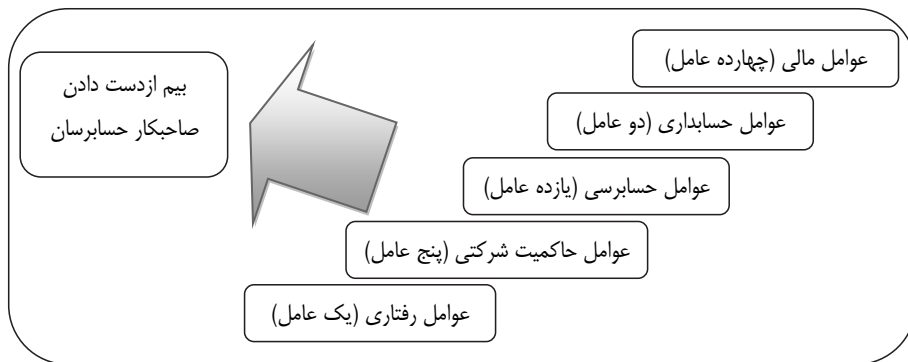 عوامل مالی (چهارده عامل)
بیم ازدست دادن
صاحبکار حسابرسان
عوامل حسابداری (دو عامل)
عوامل حسابرسی (یازده عامل)
عوامل حاکمیت شرکتی (پنج عامل)
عوامل رفتاری (یک عامل)